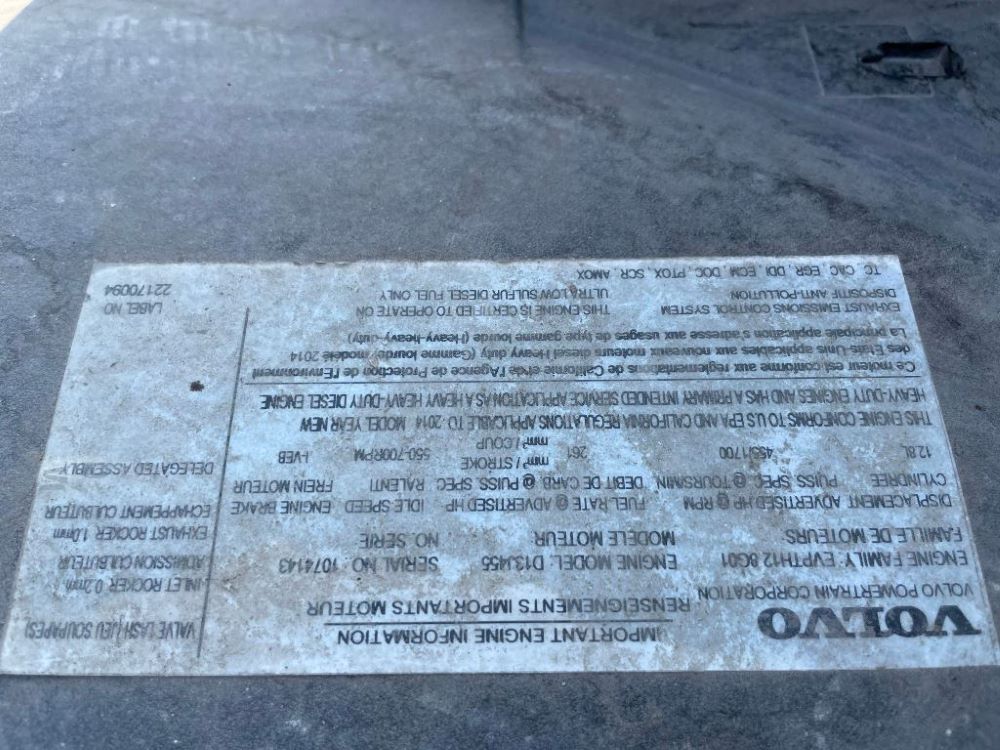 VOLVO
VOLVO POWERTRAIN CORPORATION
IMPORTANT ENGINE INFORMATION
RENSEIGNEMENTS IMPORTANTS MOTEUR
ENGINE FAMILY EVPTH12.8G01 ENGINE MODEL D13J455 SERIAL NO 1074143
FAMILLE DE MOTEURS MODELE MOTEUR NO. SERIE
DISPLACEMENT ADVERTISED HP @ RPM FUEL RATE @ ADVERTISED HP IDLE SPEED ENGINE BRAKE
CYLINDREE PUISS. SPEC. @ TOURS/MIN. DEBIT DE CARB. @ PUISS. SPEC RALENTI FREIN MOTEUR
12.8L 455/1700 261 mm³ / STROKE 550-700RPM I-VEB
mm³ / COUP
THIS ENGINE CONFORMS TO U.S EPA AND CALIFORNIA REGULATIONS APPLICABLE TO 2014 MODEL YEAR NEW
HEAVY-DUTY ENGINES AND HAS A PRIMARY INTENDED SERVICE APPLICATION AS A HEAVY HEAVY-DUTY DIESEL ENGINE
Ce moteur est conforme aux réglementations de Californie et de l'Agence de Protection de l'Environment
des Etats-Unis applicables aux nouveaux moteurs diesel Heavy duty (Gamme lourde) modele 2014
La principale application s'adresse aux usages de type gamme lourde (Heavy-heavy-duty)
EXHAUST EMISSIONS CONTROL SYSTEM THIS ENGINE IS CERTIFIED TO OPERATE ON
DISPOSITIF ANTI-POLLUTION ULTRA LOW SULFUR DIESEL FUEL ONLY
TC, CAC, EGR, DDI, ECM, DOC, PTOX, SCR, AMOX
VALVE LASH (JEU SOUPAPES)
INLET ROCKER 0.2mm
ADMISSION CULBUTEUR
EXHAUST ROCKER 1.0mm
ECHAPPEMENT CULBUTEUR
DELEGATED ASSEMBLY
LABEL NO
22170094